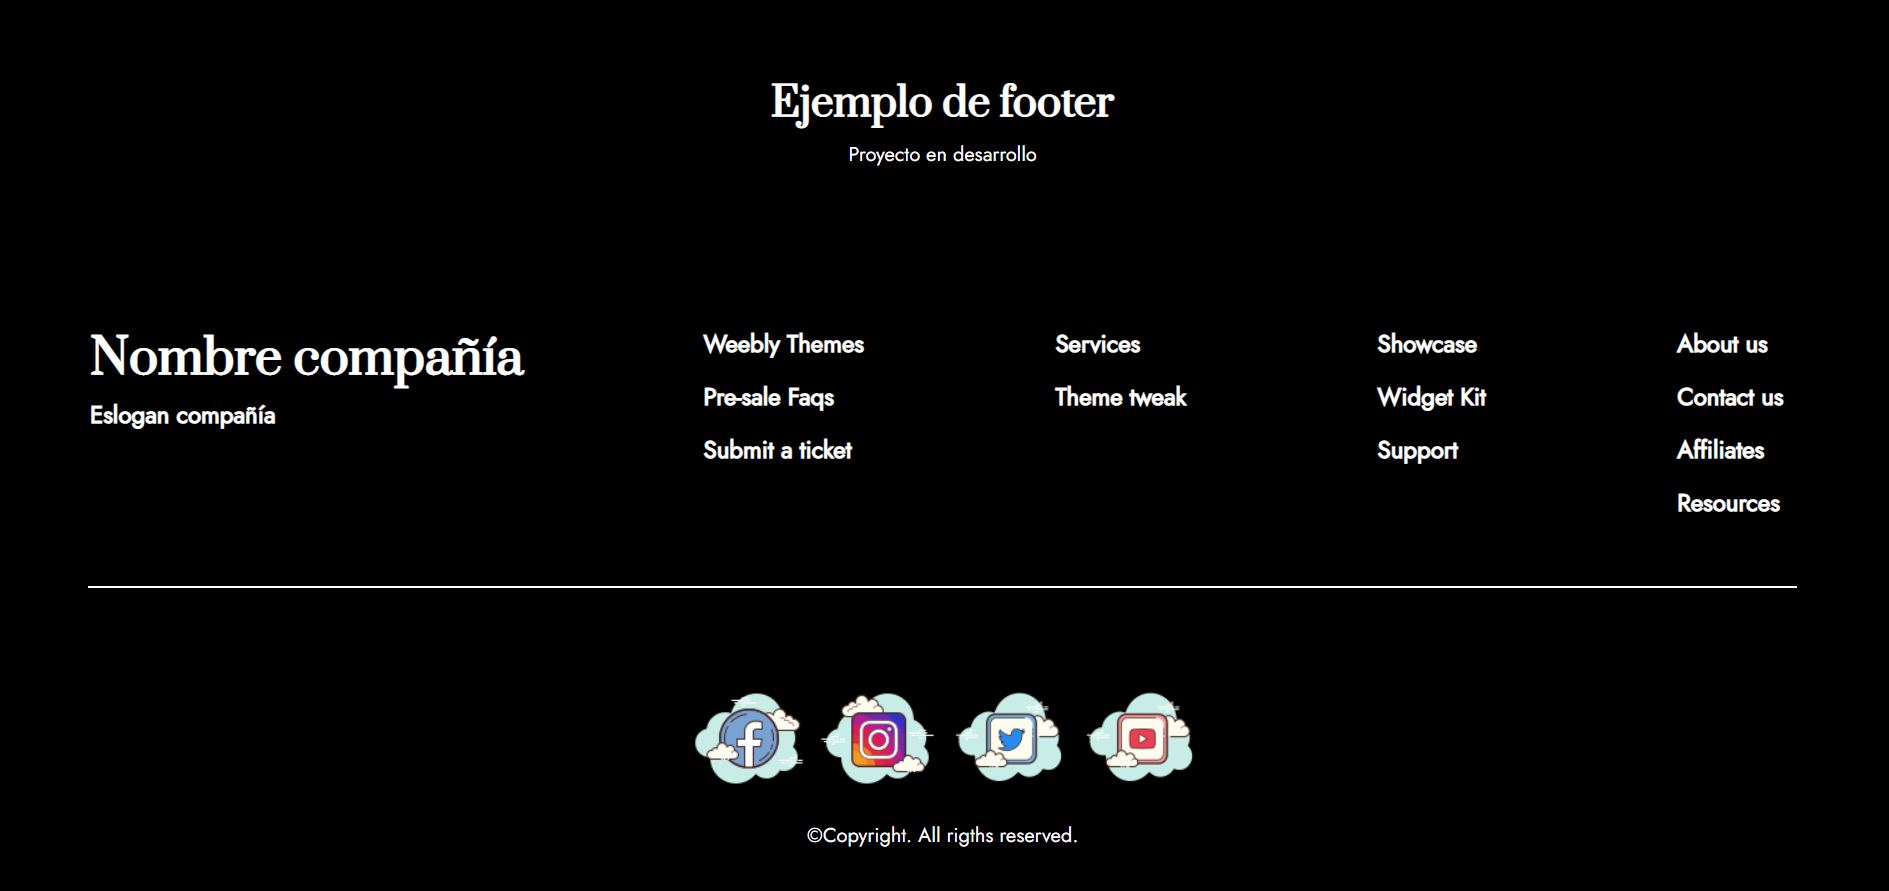 Ejemplo de footer
Proyecto en desarrollo
Nombre compañía
Eslogan compañía
Weebly Themes
Pre-sale Faqs
Submit a ticket
Services
Theme tweak
Showcase
Widget Kit
Support
About us
Contact us
Affiliates
Resources
©Copyright. All rigths reserved.